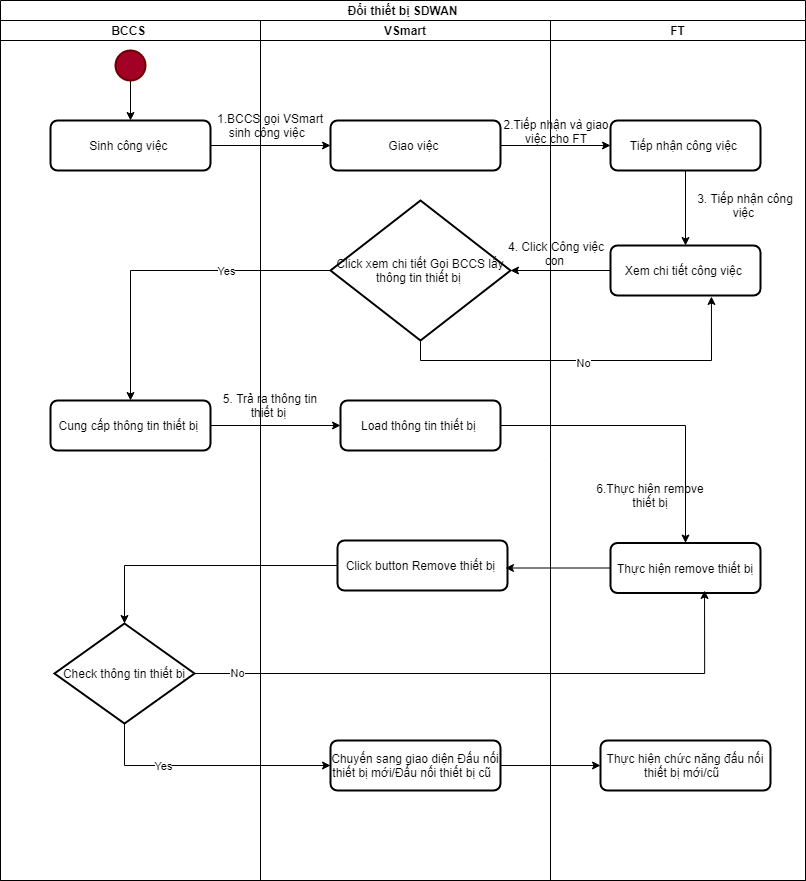 Đổi thiết bị SDWAN
BCCS
VSmart
FT
Sinh công việc
1.BCCS gọi VSmart
sinh công việc
Giao việc
2.Tiếp nhận và giao
việc cho FT
Tiếp nhận công việc
3. Tiếp nhận công
việc
Xem chi tiết công việc
4. Click Công việc
con
Click xem chi tiết Gọi BCCS lấy
thông tin thiết bị
Yes
No
Cung cấp thông tin thiết bị
5. Trả ra thông tin
thiết bị
Load thông tin thiết bị
6.Thực hiện remove
thiết bị
Thực hiện remove thiết bị
Click button Remove thiết bị
Check thông tin thiết bị
No
Yes
Chuyển sang giao diện Đấu nối
thiết bị mới/Đấu nối thiết bị cũ
Thực hiện chức năng đấu nối
thiết bị mới/cũ